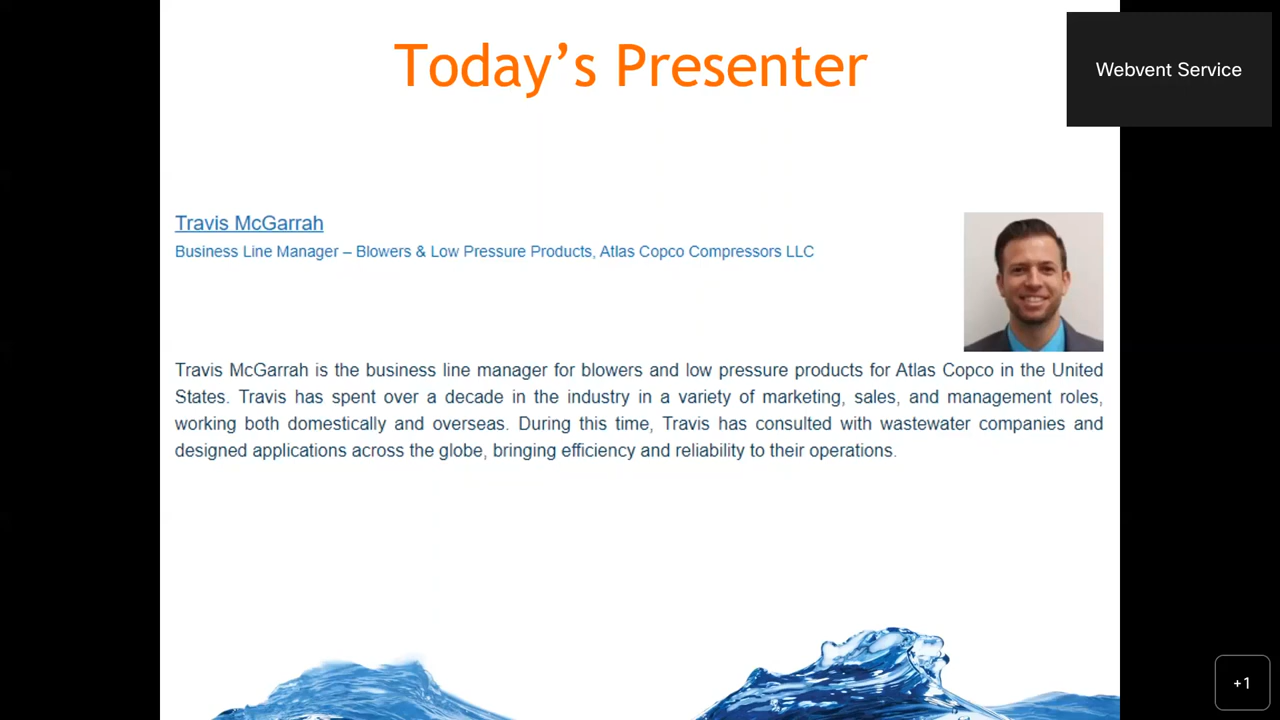 Today’s Presenter
Webvent Service
Travis McGarrah
Business Line Manager – Blowers & Low Pressure Products, Atlas Copco Compressors LLC
Travis McGarrah is the business line manager for blowers and low pressure products for Atlas Copco in the United
States. Travis has spent over a decade in the industry in a variety of marketing, sales, and management roles,
working both domestically and overseas. During this time, Travis has consulted with wastewater companies and
designed applications across the globe, bringing efficiency and reliability to their operations.
+1